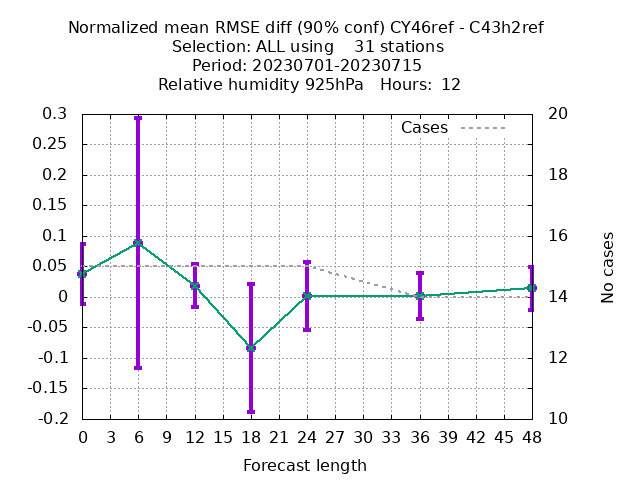 Normalized mean RMSE diff (90% conf) CY46ref - C43h2ref
Selection: ALL using    31 stations
Period: 20230701-20230715
Relative humidity 925hPa   Hours:  12
Cases
0.3
0.25
0.2
0.15
0.1
0.05
0
-0.05
-0.1
-0.15
-0.2
20
18
16
14
12
10
No cases
0 3 6 9 12 15 18 21 24 27 30 33 36 39 42 45 48
Forecast length